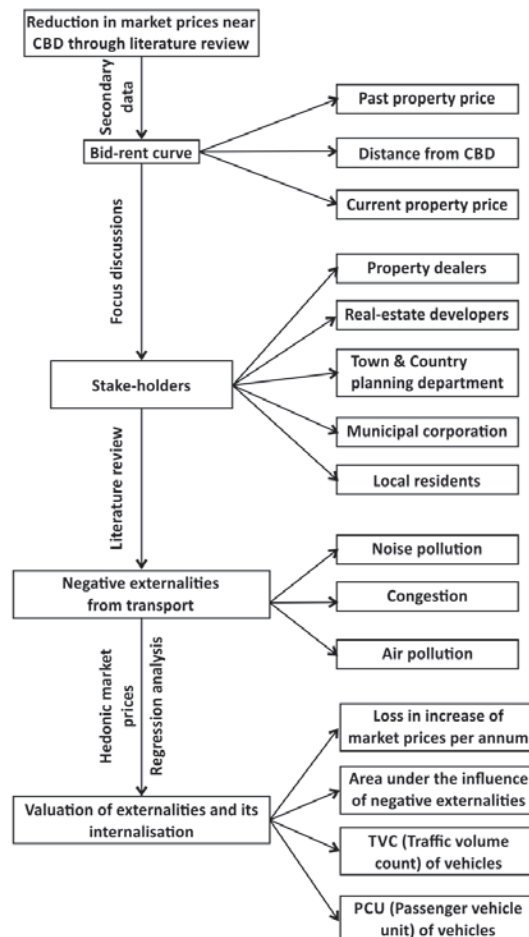 Reduction in market prices near
CBD through literature review
Secondary
data
Bid-rent curve
Past property price
Distance from CBD
Current property price
Focus discussions
Stake-holders
Property dealers
Real-estate developers
Town & Country
planning department
Municipal corporation
Local residents
Literature review
Negative externalities
from transport
Noise pollution
Congestion
Air pollution
Hedonic market
prices
Regression analysis
Valuation of externalities and its
internalisation
Loss in increase of
market prices per annum
Area under the influence
of negative externalities
TVC (Traffic volume
count) of vehicles
PCU (Passenger vehicle
unit) of vehicles